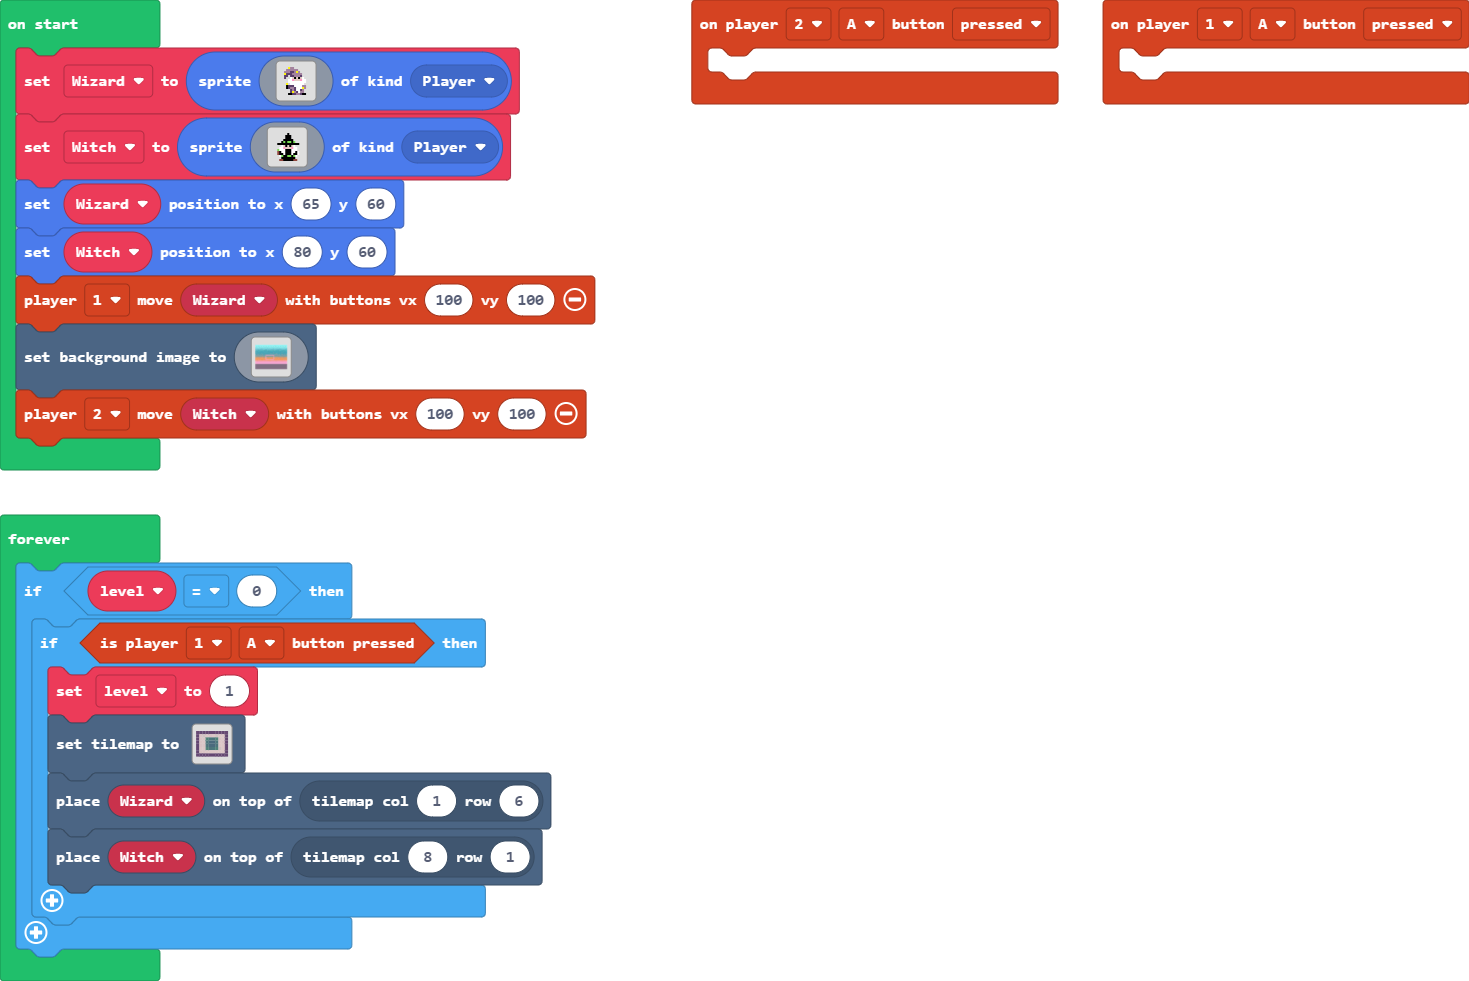 on start
set Wizard to sprite of kind Player
set Witch to sprite of kind Player
set Wizard position to x 65 y 60
set Witch position to x 80 y 60
player 1 move Wizard with buttons vx 100 vy 100
set background image to
player 2 move Witch with buttons vx 100 vy 100
on player 2 A button pressed
on player 1 A button pressed
forever
if level = 0 then
if is player 1 A button pressed then
set level to 1
set tilemap to
place Wizard on top of tilemap col 1 row 6
place Witch on top of tilemap col 8 row 1